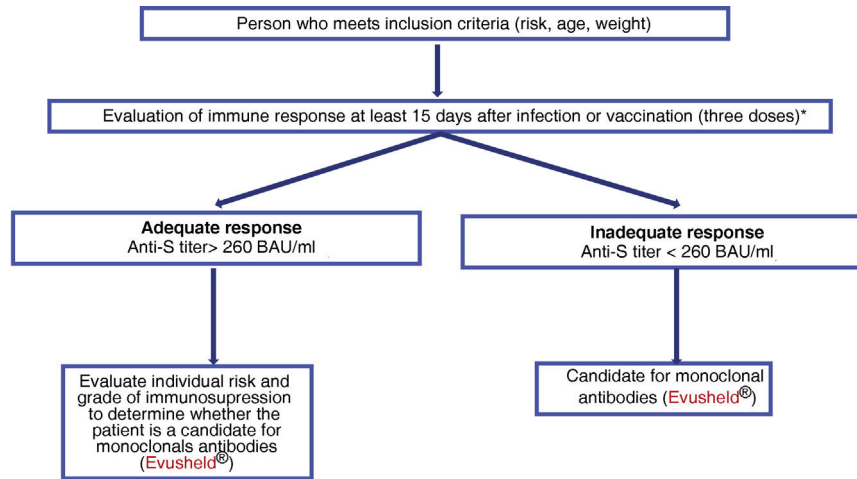 Person who meets inclusion criteria (risk, age, weight)
Evaluation of immune response at least 15 days after infection or vaccination (three doses)*
Adequate response
Anti-S titer> 260 BAU/ml
Inadequate response
Anti-S titer < 260 BAU/ml
Evaluate individual risk and
grade of immunosupression
to determine whether the
patient is a candidate for
monoclonals antibodies
(Evusheld®)
Candidate for monoclonal
antibodies (Evusheld®)